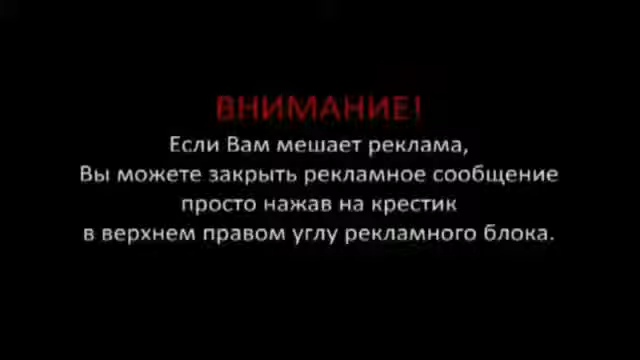 ВНИМАНИЕ!
Если Вам мешает реклама,
Вы можете закрыть рекламное сообщение
просто нажав на крестик
в верхнем правом углу рекламного блока.